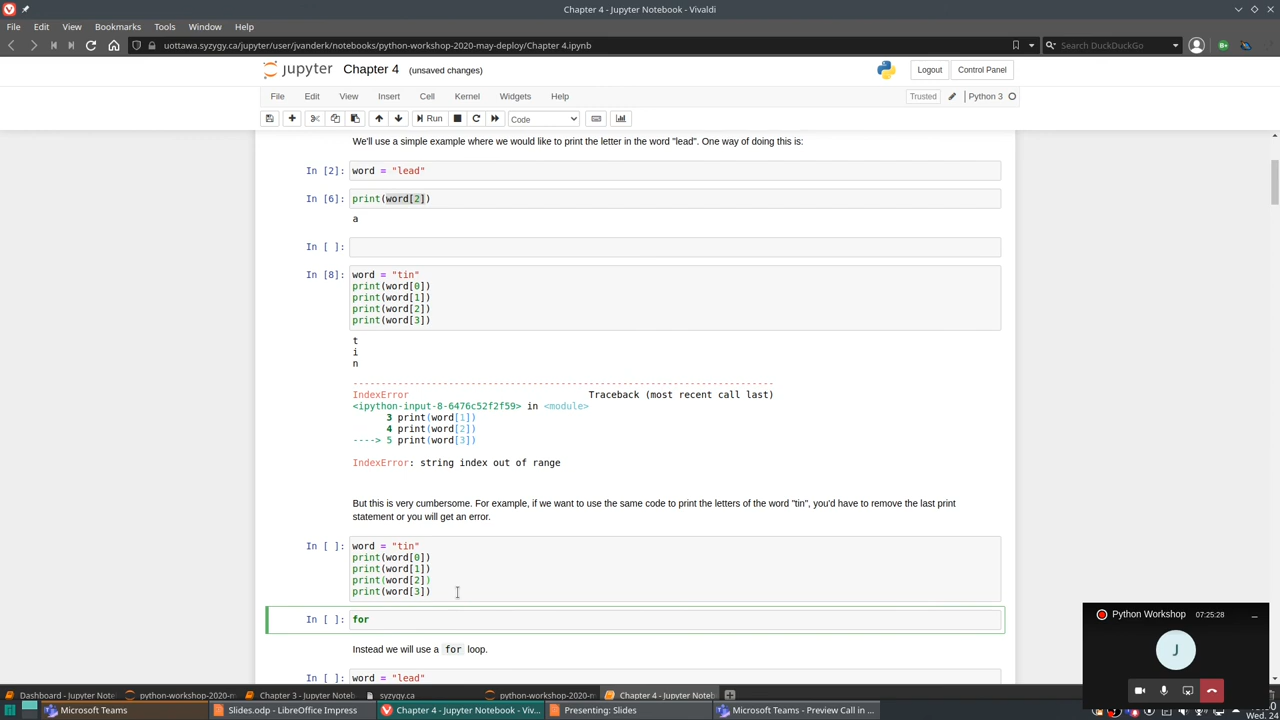 Chapter 4 - Jupyter Notebook - Vivaldi
File Edit View Bookmarks Tools Window Help
uottawa.syzygy.ca/jupyter/user/jvanderk/notebooks/python-workshop-2020-may-deploy/Chapter 4.ipynb
Search DuckDuckGo
jupyter Chapter 4 (unsaved changes)
Logout Control Panel
File Edit View Insert Cell Kernel Widgets Help
Trusted Python 3
Run Code
We'll use a simple example where we would like to print the letter in the word "lead". One way of doing this is:
In [2]: word = "lead"
In [6]: print(word[2])
a
In [ ]:
In [8]: word = "tin"
print(word[0])
print(word[1])
print(word[2])
print(word[3])
t
i
n
---------------------------------------------------------------------------
IndexError Traceback (most recent call last)
<ipython-input-8-6476c52f2f59> in <module>
3 print(word[1])
4 print(word[2])
----> 5 print(word[3])
IndexError: string index out of range
But this is very cumbersome. For example, if we want to use the same code to print the letters of the word "tin", you'd have to remove the last print
statement or you will get an error.
In [ ]: word = "tin"
print(word[0])
print(word[1])
print(word[2])
print(word[3])
In [ ]: for
Instead we will use a for loop.
word = "lead"
Python Workshop 07:25:28
J
Dashboard - Jupyter Note python-workshop-2020-m Chapter 3 - Jupyter Noteb syzygy.ca python-workshop-2020-m Chapter 4 - Jupyter Noteb
Microsoft Teams Slides.odp - LibreOffice Impress Chapter 4 - Jupyter Notebook - Viv... Presenting: Slides Microsoft Teams - Preview Call in ...
Wed. 24